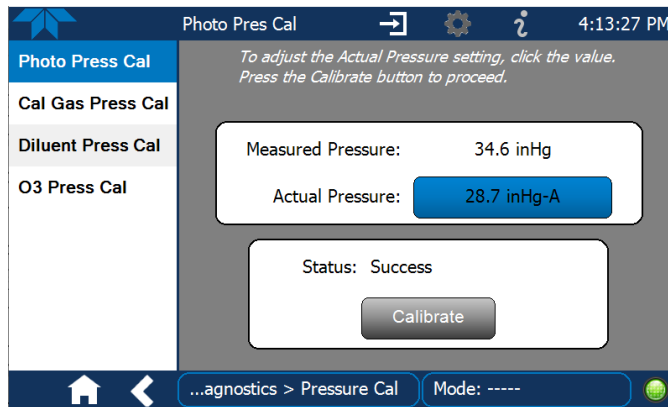 Photo Pres Cal
4:13:27 PM
Photo Press Cal
Cal Gas Press Cal
Diluent Press Cal
O3 Press Cal
To adjust the Actual Pressure setting, click the value.
Press the Calibrate button to proceed.
Measured Pressure: 34.6 inHg
Actual Pressure: 28.7 inHg-A
Status: Success
Calibrate
...agnostics > Pressure Cal
Mode: -----